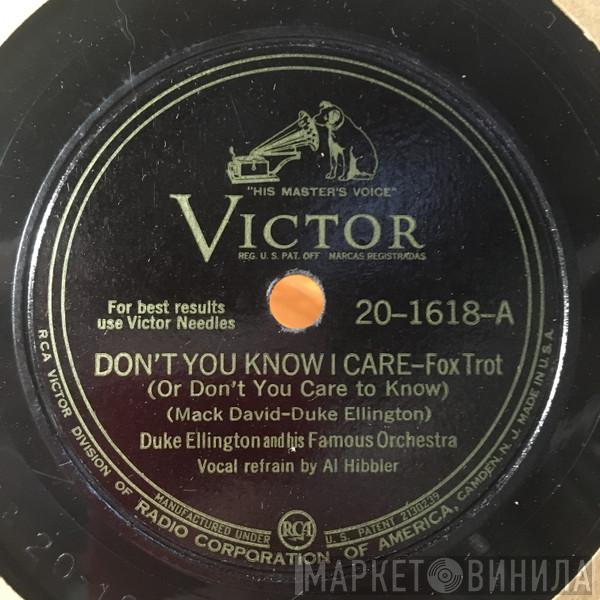 "HIS MASTER'S VOICE"
VICTOR
REG. U. S. PAT. OFF MARCAS REGISTRADAS
For best results
use Victor Needles
20-1618-A
DON'T YOU KNOW I CARE-Fox Trot
(Or Don't You Care to Know)
(Mack David-Duke Ellington)
Duke Ellington and his Famous Orchestra
Vocal refrain by Al Hibbler
MANUFACTURED UNDER RCA U. S. PATENT 2130239
RCA VICTOR DIVISION OF RADIO CORPORATION OF AMERICA, CAMDEN, N. J. MADE IN U. S. A.
МАРКЕТ ВИНИЛА